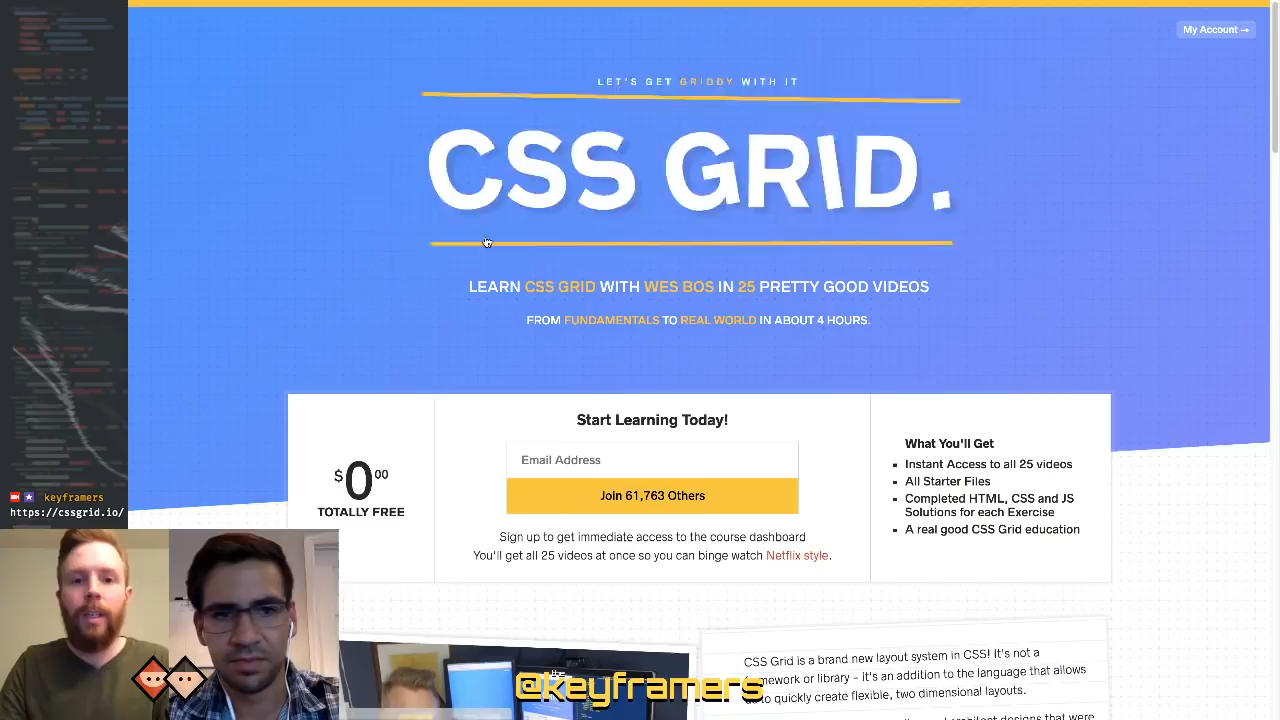 My Account →
LET'S GET GRIDDY WITH IT
CSS GRID.
LEARN CSS GRID WITH WES BOS IN 25 PRETTY GOOD VIDEOS
FROM FUNDAMENTALS TO REAL WORLD IN ABOUT 4 HOURS.
$0 00
TOTALLY FREE
Start Learning Today!
Email Address
Join 61,763 Others
Sign up to get immediate access to the course dashboard
You'll get all 25 videos at once so you can binge watch Netflix style.
What You'll Get
▪ Instant Access to all 25 videos
▪ All Starter Files
▪ Completed HTML, CSS and JS
Solutions for each Exercise
▪ A real good CSS Grid education
keyframers
https://cssgrid.io/
CSS Grid is a brand new layout system in CSS! It's not a
framework or library - it's an addition to the language that allows
to quickly create flexible, two dimensional layouts.
@keyframers